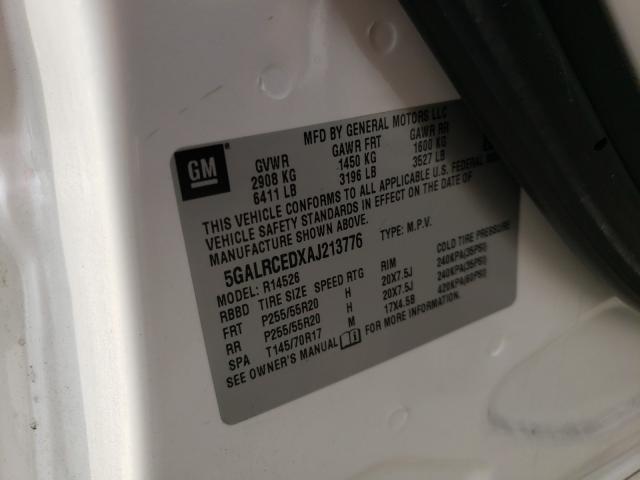 MFD BY GENERAL MOTORS LLC
GM
GVWR GAWR FRT GAWR RR
2908 KG 1450 KG 1600 KG
6411 LB 3196 LB 3527 LB
THIS VEHICLE CONFORMS TO ALL APPLICABLE U.S. FEDERAL
VEHICLE SAFETY STANDARDS IN EFFECT ON THE DATE OF
MANUFACTURE SHOWN ABOVE.
5GALRCEDXAJ213776 TYPE: M.P.V.
MODEL: R14526
RBBD TIRE SIZE SPEED RTG RIM COLD TIRE PRESSURE
FRT P255/55R20 H 20X7.5J 240KPA(35PSI)
RR P255/55R20 H 20X7.5J 240KPA(35PSI)
SPA T145/70R17 M 17X4.5B 420KPA(60PSI)
SEE OWNER'S MANUAL FOR MORE INFORMATION.